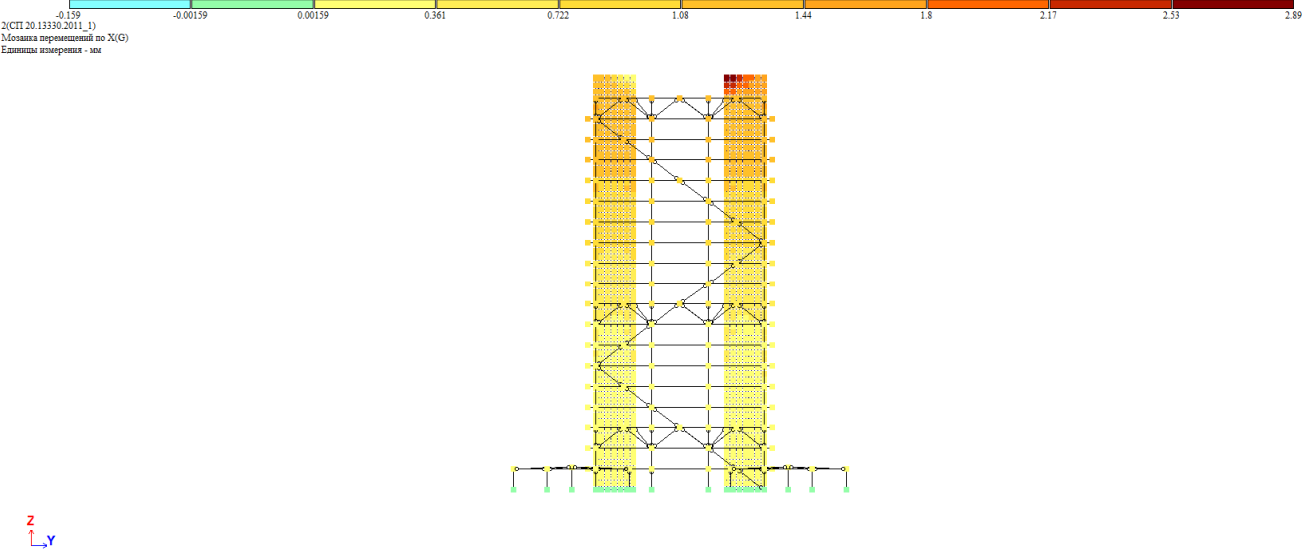 -0.159 -0.00159 0.00159 0.361 0.722 1.08 1.44 1.8 2.17 2.53 2.89
2(СП 20.13330.2011_1)
Мозаика перемещений по X(G)
Единицы измерения - мм
Z
Y